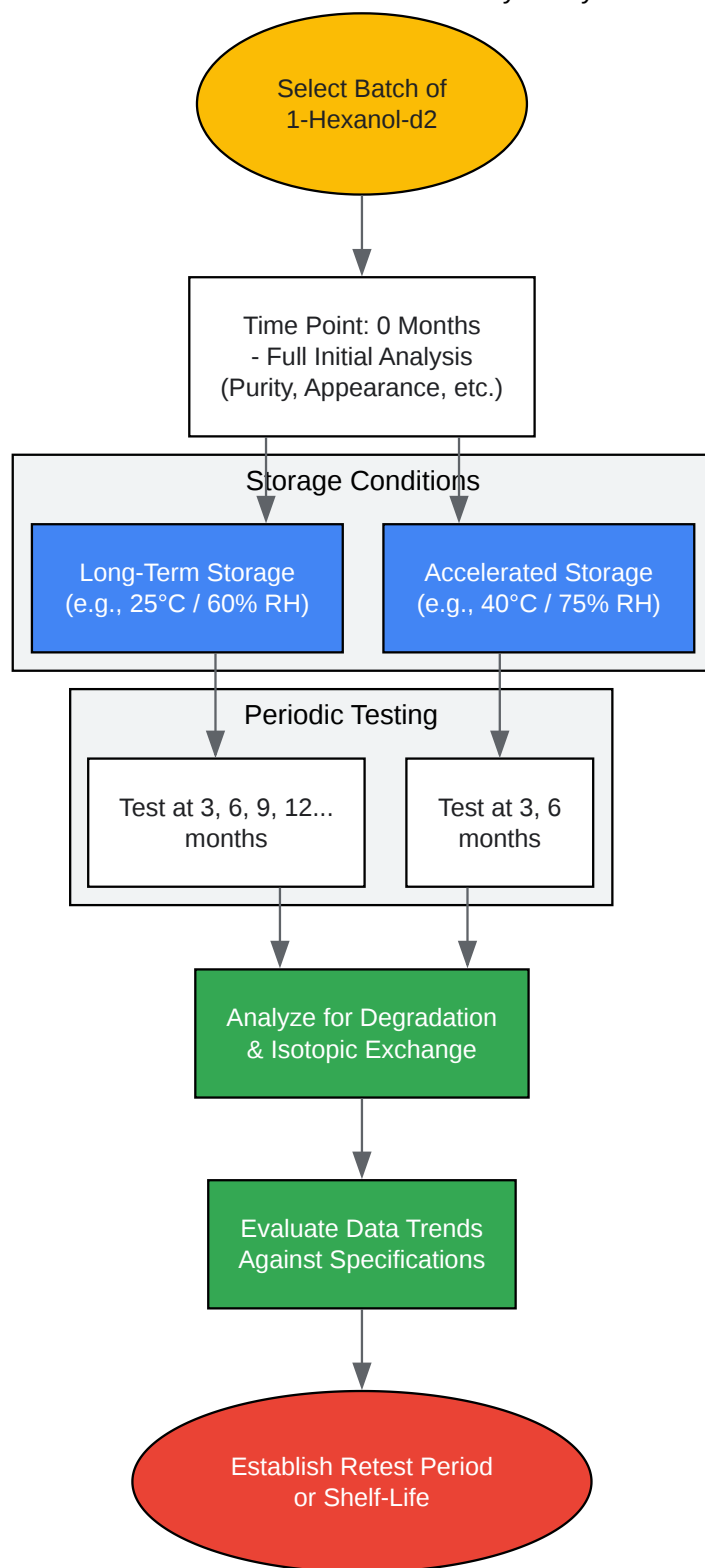 Select Batch of
1-Hexanol-d2
Time Point: 0 Months
- Full Initial Analysis
(Purity, Appearance, etc.)
Storage Conditions
Long-Term Storage
(e.g., 25°C / 60% RH)
Accelerated Storage
(e.g., 40°C / 75% RH)
Periodic Testing
Test at 3, 6, 9, 12...
months
Test at 3, 6
months
Analyze for Degradation
& Isotopic Exchange
Evaluate Data Trends
Against Specifications
Establish Retest Period
or Shelf-Life